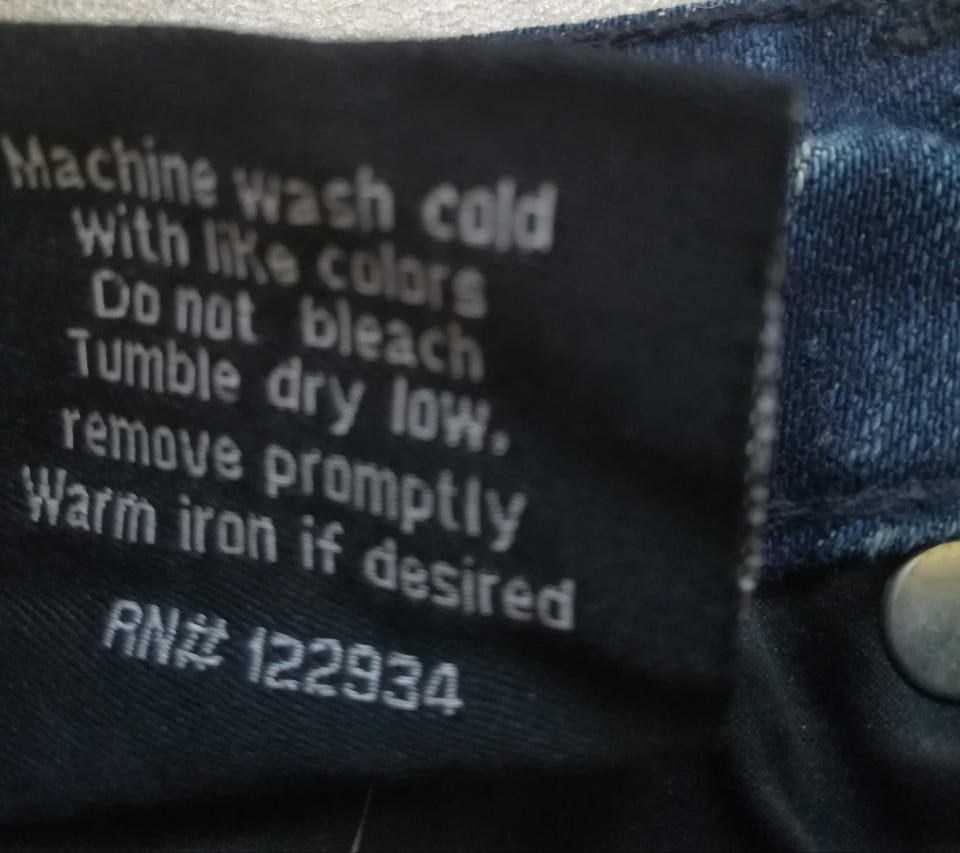 Machine wash cold
With like colors
Do not bleach
Tumble dry low.
remove promptly
Warm iron if desired
RN# 122934